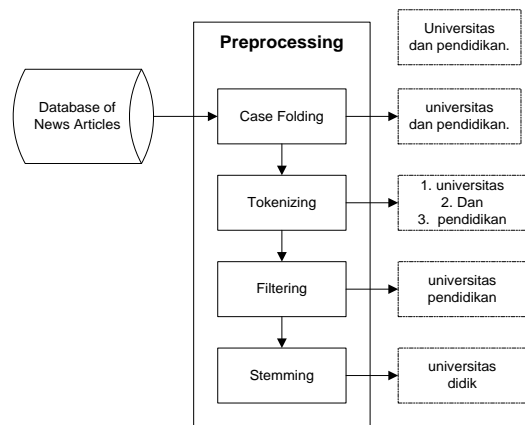 Preprocessing
Universitas
dan pendidikan.
Database of
News Articles
Case Folding
universitas
dan pendidikan.
Tokenizing
1. universitas
2. Dan
3. pendidikan
Filtering
universitas
pendidikan
Stemming
universitas
didik